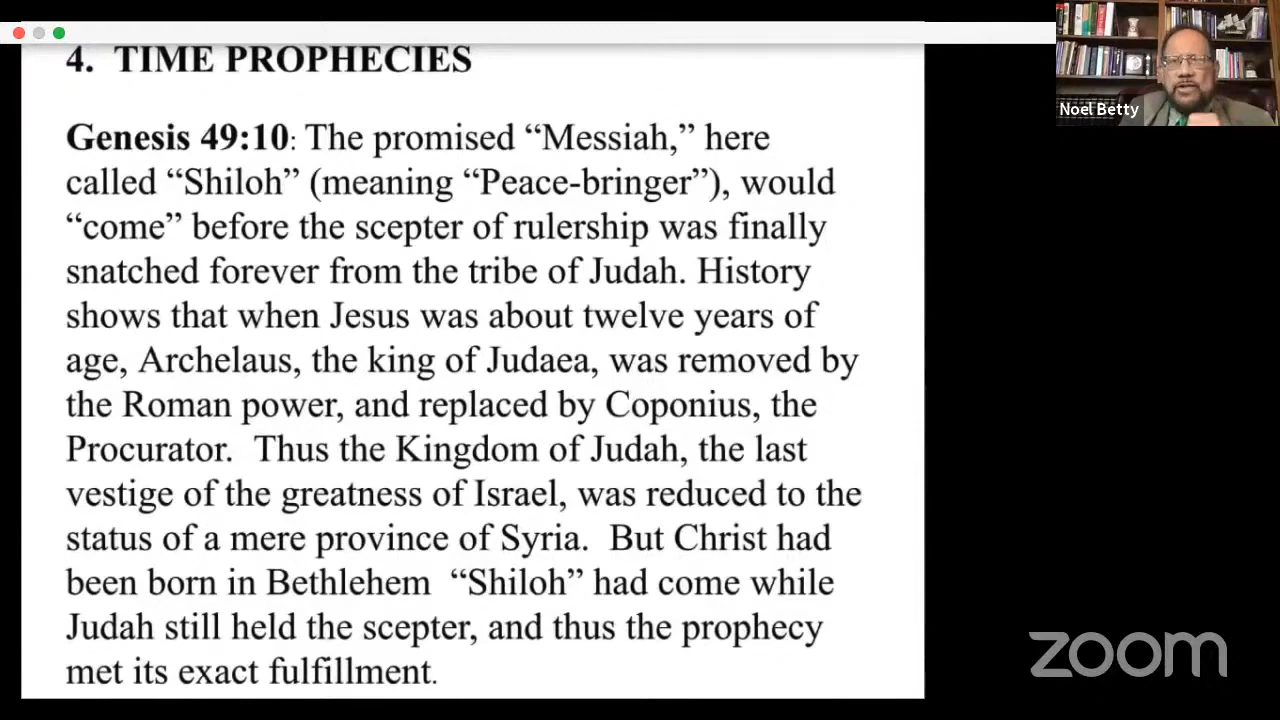 4. TIME PROPHECIES
Genesis 49:10: The promised “Messiah,” here
called “Shiloh” (meaning “Peace-bringer”), would
“come” before the scepter of rulership was finally
snatched forever from the tribe of Judah. History
shows that when Jesus was about twelve years of
age, Archelaus, the king of Judaea, was removed by
the Roman power, and replaced by Coponius, the
Procurator. Thus the Kingdom of Judah, the last
vestige of the greatness of Israel, was reduced to the
status of a mere province of Syria. But Christ had
been born in Bethlehem “Shiloh” had come while
Judah still held the scepter, and thus the prophecy
met its exact fulfillment.
Noel Betty
zoom